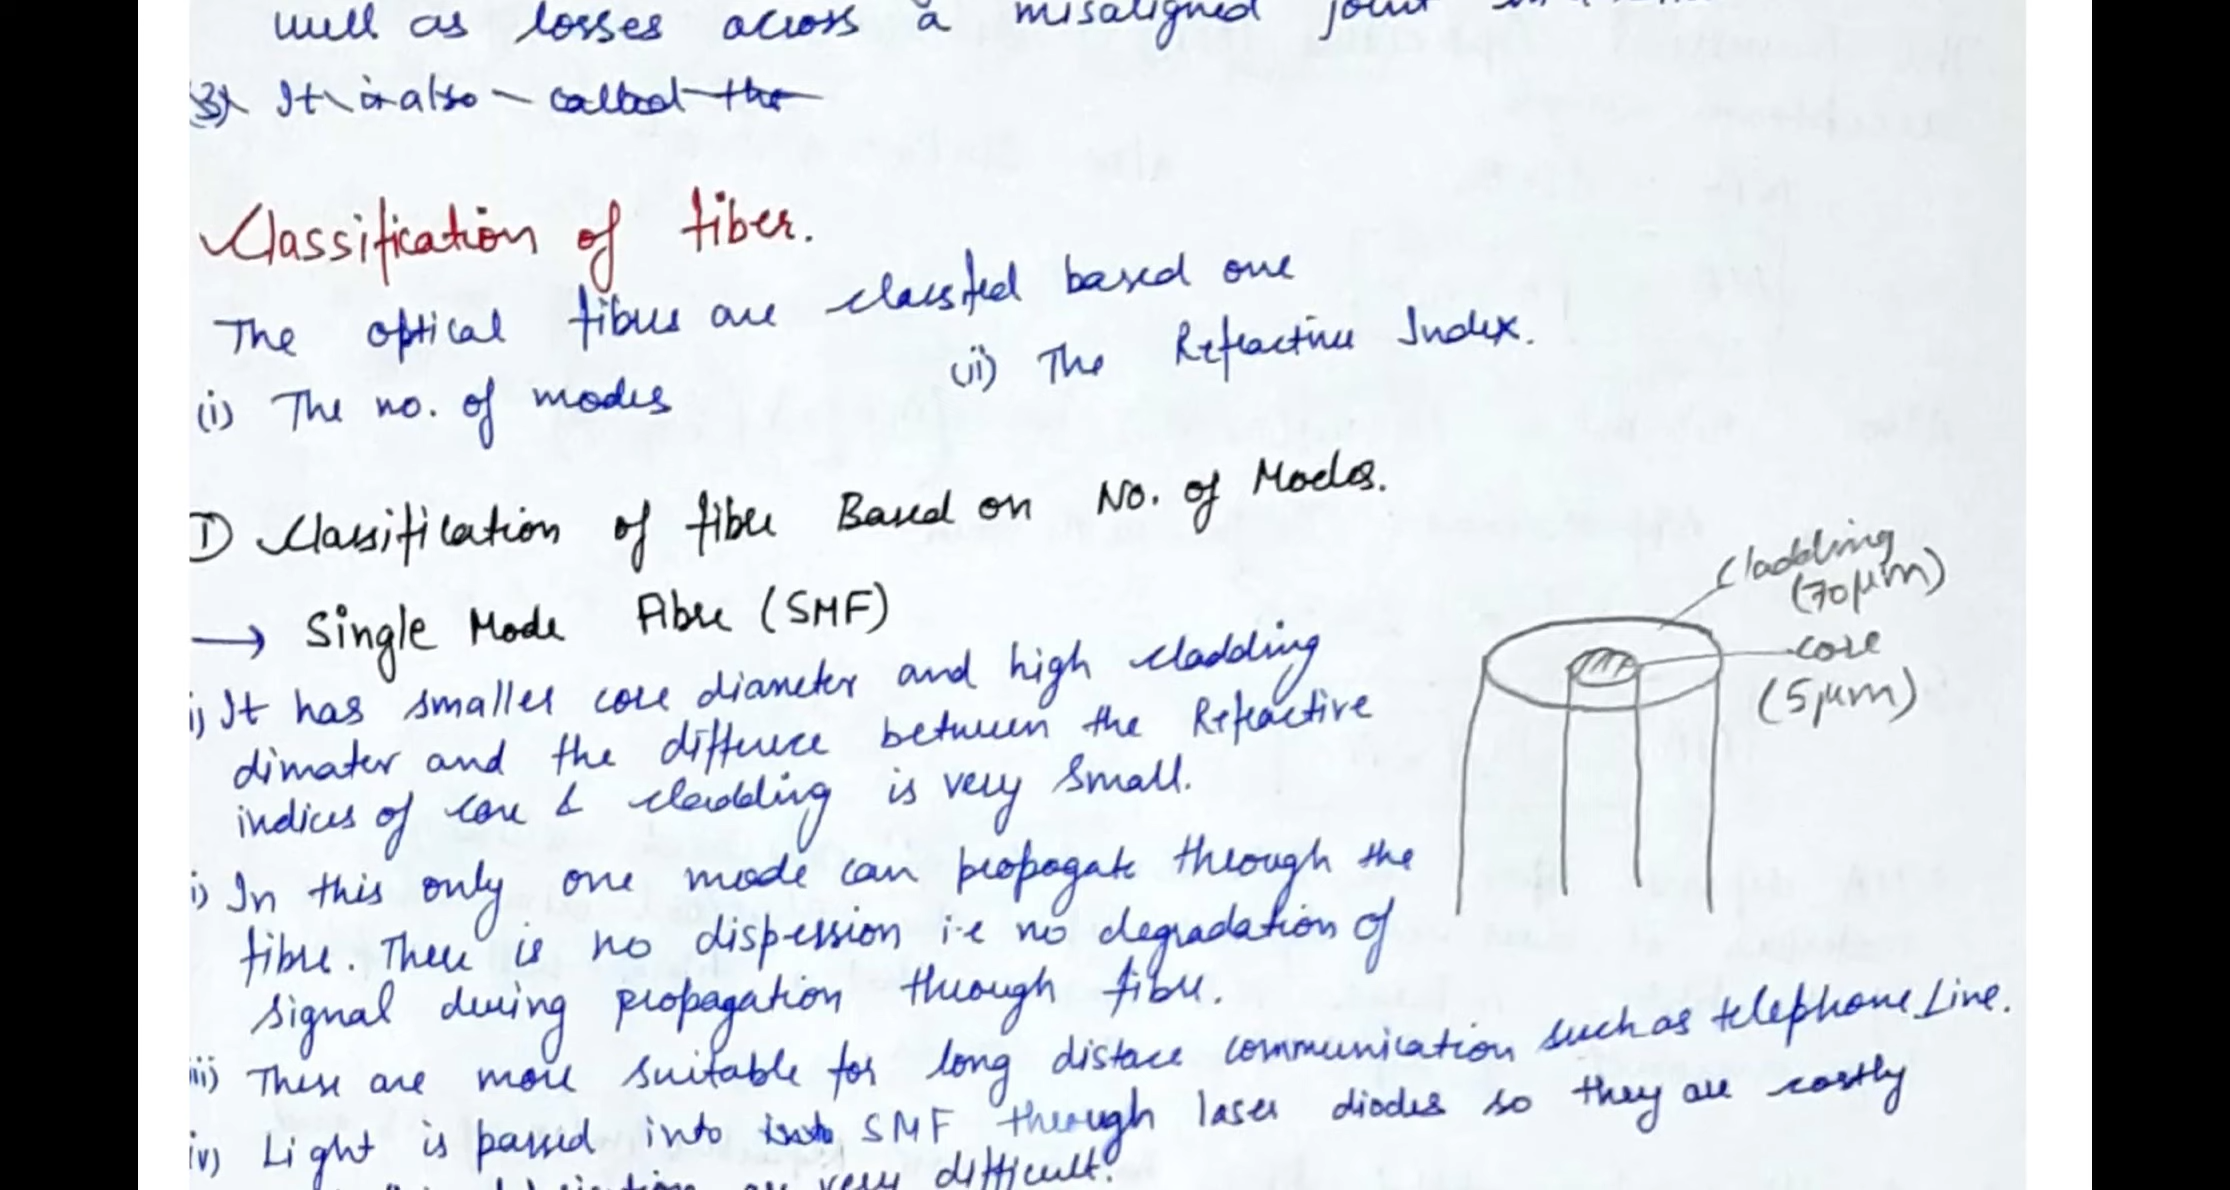 well as losses across a misaligned joint
(3) It is also called the
Classification of fiber.
The optical fibres are classfied based one
(i) The no. of modes (ii) The Refractive Index.
I Classification of fibre Based on No. of Modes.
→ Single Mode Fibre (SMF)
i) It has smaller core diameter and high cladding
dimater and the difference between the Refractive
indices of core & cladding is very small.
i) In this only one mode can propagate through the
fibre. There is no dispession i.e no degradation of
signal during propagation through fibre.
iii) These are more suitable for long distace communication such as telephone Line.
iv) Light is passed into into SMF through laser diodes so they are costly
very difficult.
Cladding
(70μm)
core
(5μm)